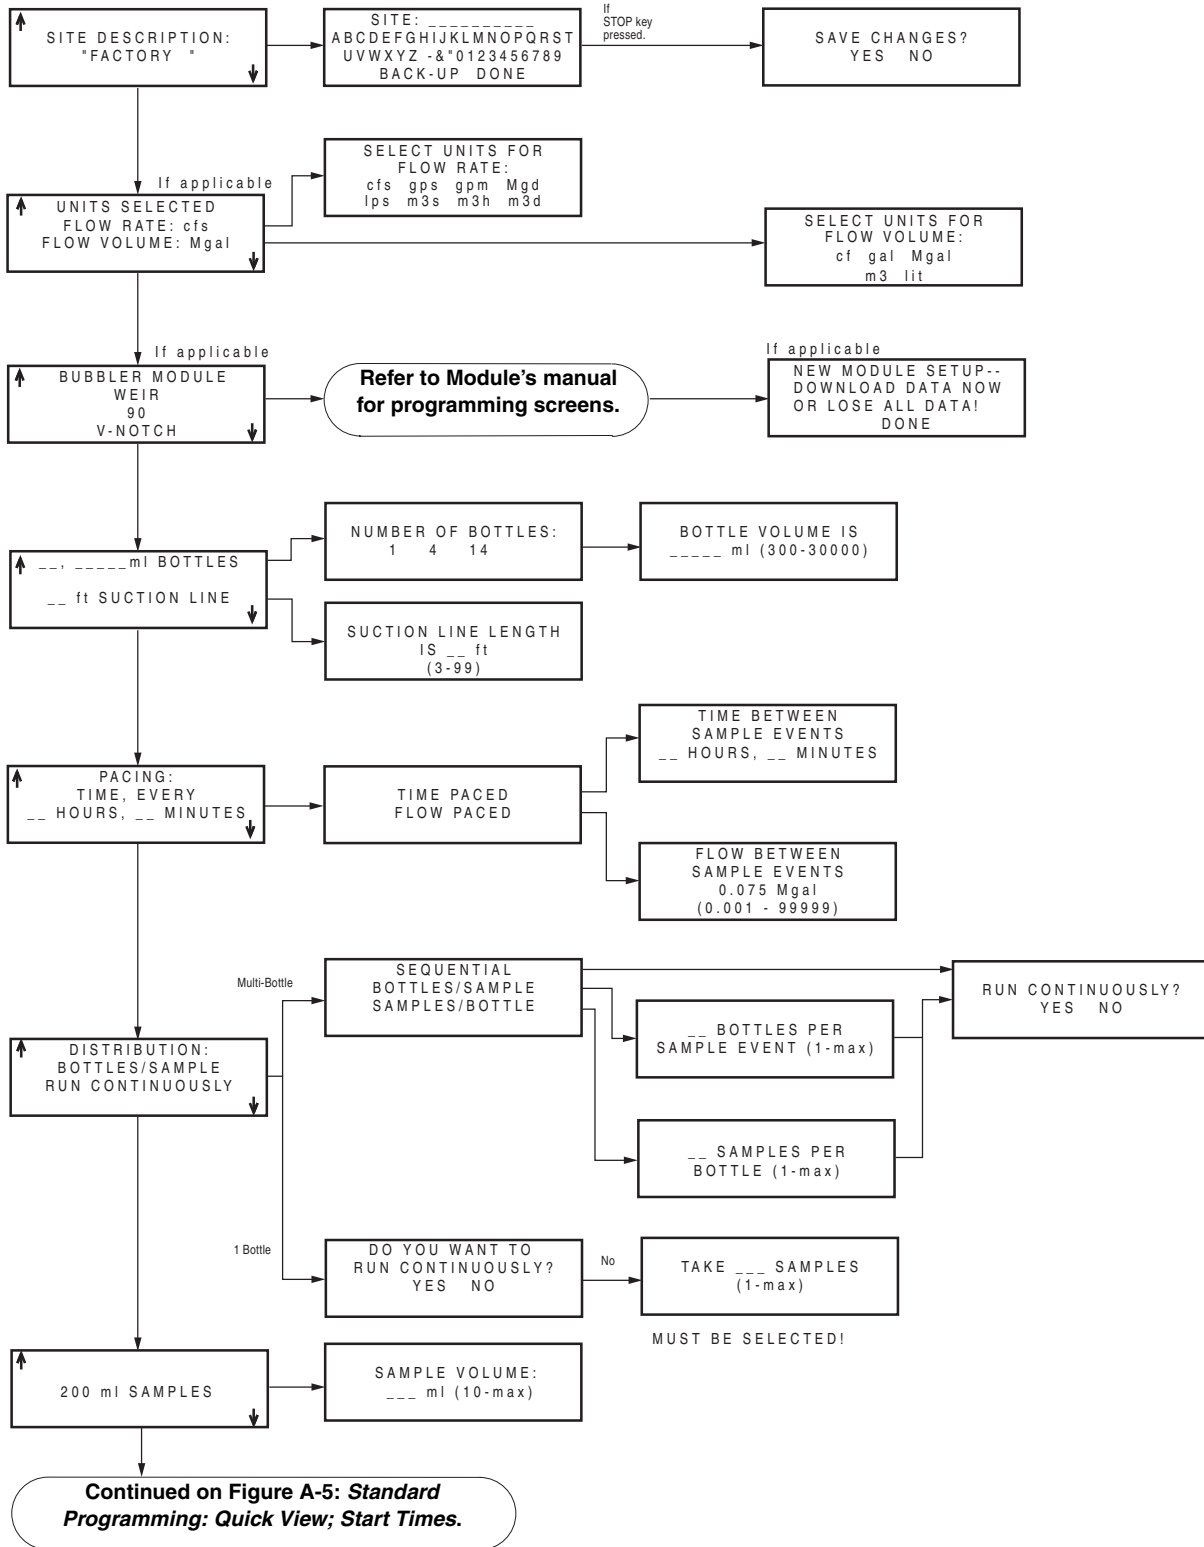 SITE DESCRIPTION:
"FACTORY "
SITE: __________
ABCDEFGHIJKLMNOPQRST
UVWXYZ -&"0123456789
BACK-UP DONE
If
STOP key
pressed.
SAVE CHANGES?
YES NO
If applicable
UNITS SELECTED
FLOW RATE: cfs
FLOW VOLUME: Mgal
SELECT UNITS FOR
FLOW RATE:
cfs gps gpm Mgd
lps m3s m3h m3d
SELECT UNITS FOR
FLOW VOLUME:
cf gal Mgal
m3 lit
If applicable
BUBBLER MODULE
WEIR
90
V-NOTCH
Refer to Module's manual
for programming screens.
If applicable
NEW MODULE SETUP--
DOWNLOAD DATA NOW
OR LOSE ALL DATA!
DONE
__, _____ml BOTTLES
__ ft SUCTION LINE
NUMBER OF BOTTLES:
1 4 14
BOTTLE VOLUME IS
_____ ml (300-30000)
SUCTION LINE LENGTH
IS __ ft
(3-99)
PACING:
TIME, EVERY
__ HOURS, __ MINUTES
TIME PACED
FLOW PACED
TIME BETWEEN
SAMPLE EVENTS
__ HOURS, __ MINUTES
FLOW BETWEEN
SAMPLE EVENTS
0.075 Mgal
(0.001 - 99999)
DISTRIBUTION:
BOTTLES/SAMPLE
RUN CONTINUOUSLY
Multi-Bottle
SEQUENTIAL
BOTTLES/SAMPLE
SAMPLES/BOTTLE
__ BOTTLES PER
SAMPLE EVENT (1-max)
__ SAMPLES PER
BOTTLE (1-max)
RUN CONTINUOUSLY?
YES NO
1 Bottle
DO YOU WANT TO
RUN CONTINUOUSLY?
YES NO
No
TAKE ___ SAMPLES
(1-max)
MUST BE SELECTED!
200 ml SAMPLES
SAMPLE VOLUME:
___ ml (10-max)
Continued on Figure A-5: Standard
Programming: Quick View; Start Times.